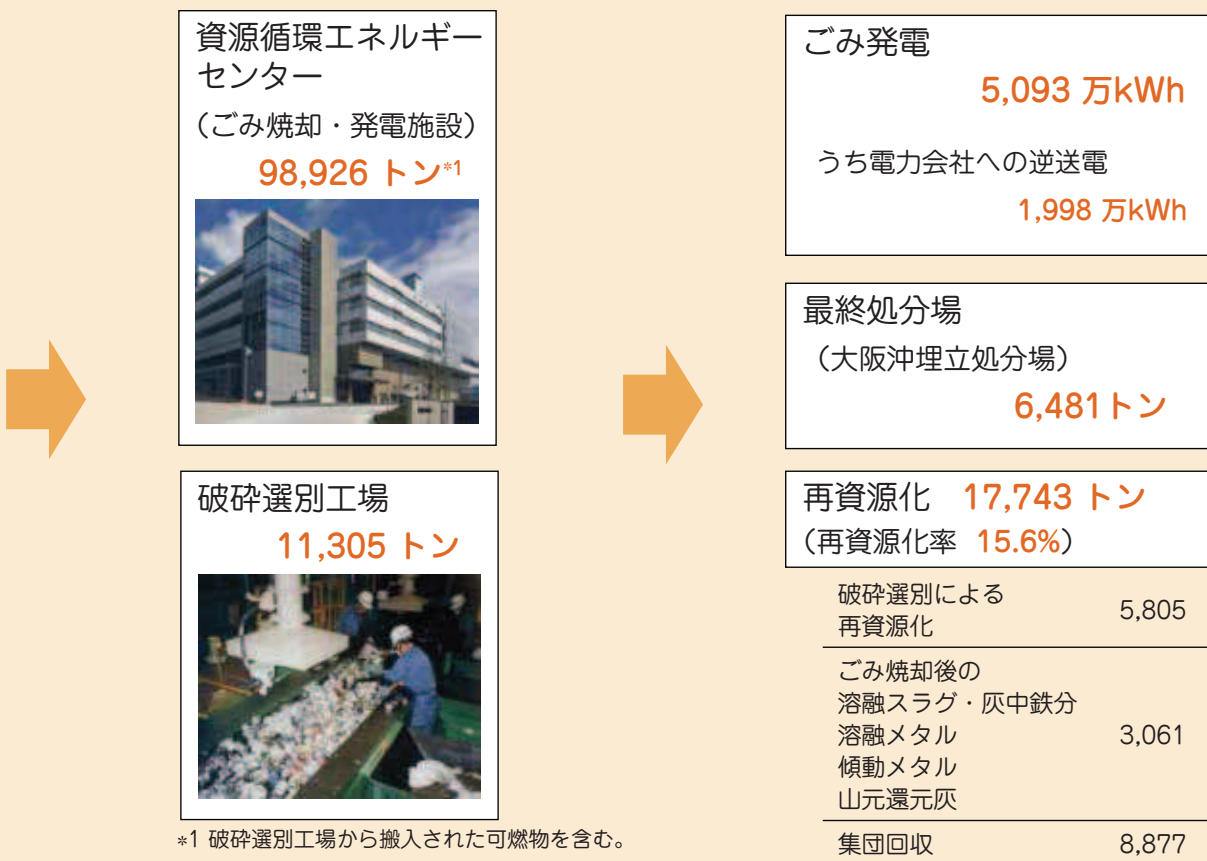 資源循環エネルギー
センター
（ごみ焼却・発電施設）
98,926 トン*1
破砕選別工場
11,305 トン
*1 破砕選別工場から搬入された可燃物を含む。
ごみ発電
5,093 万kWh
うち電力会社への逆送電
1,998 万kWh
最終処分場
（大阪沖埋立処分場）
6,481トン
再資源化 17,743 トン
（再資源化率 15.6%）
破砕選別による
再資源化 5,805
ごみ焼却後の
溶融スラグ・灰中鉄分
溶融メタル 3,061
傾動メタル
山元還元灰
集団回収 8,877